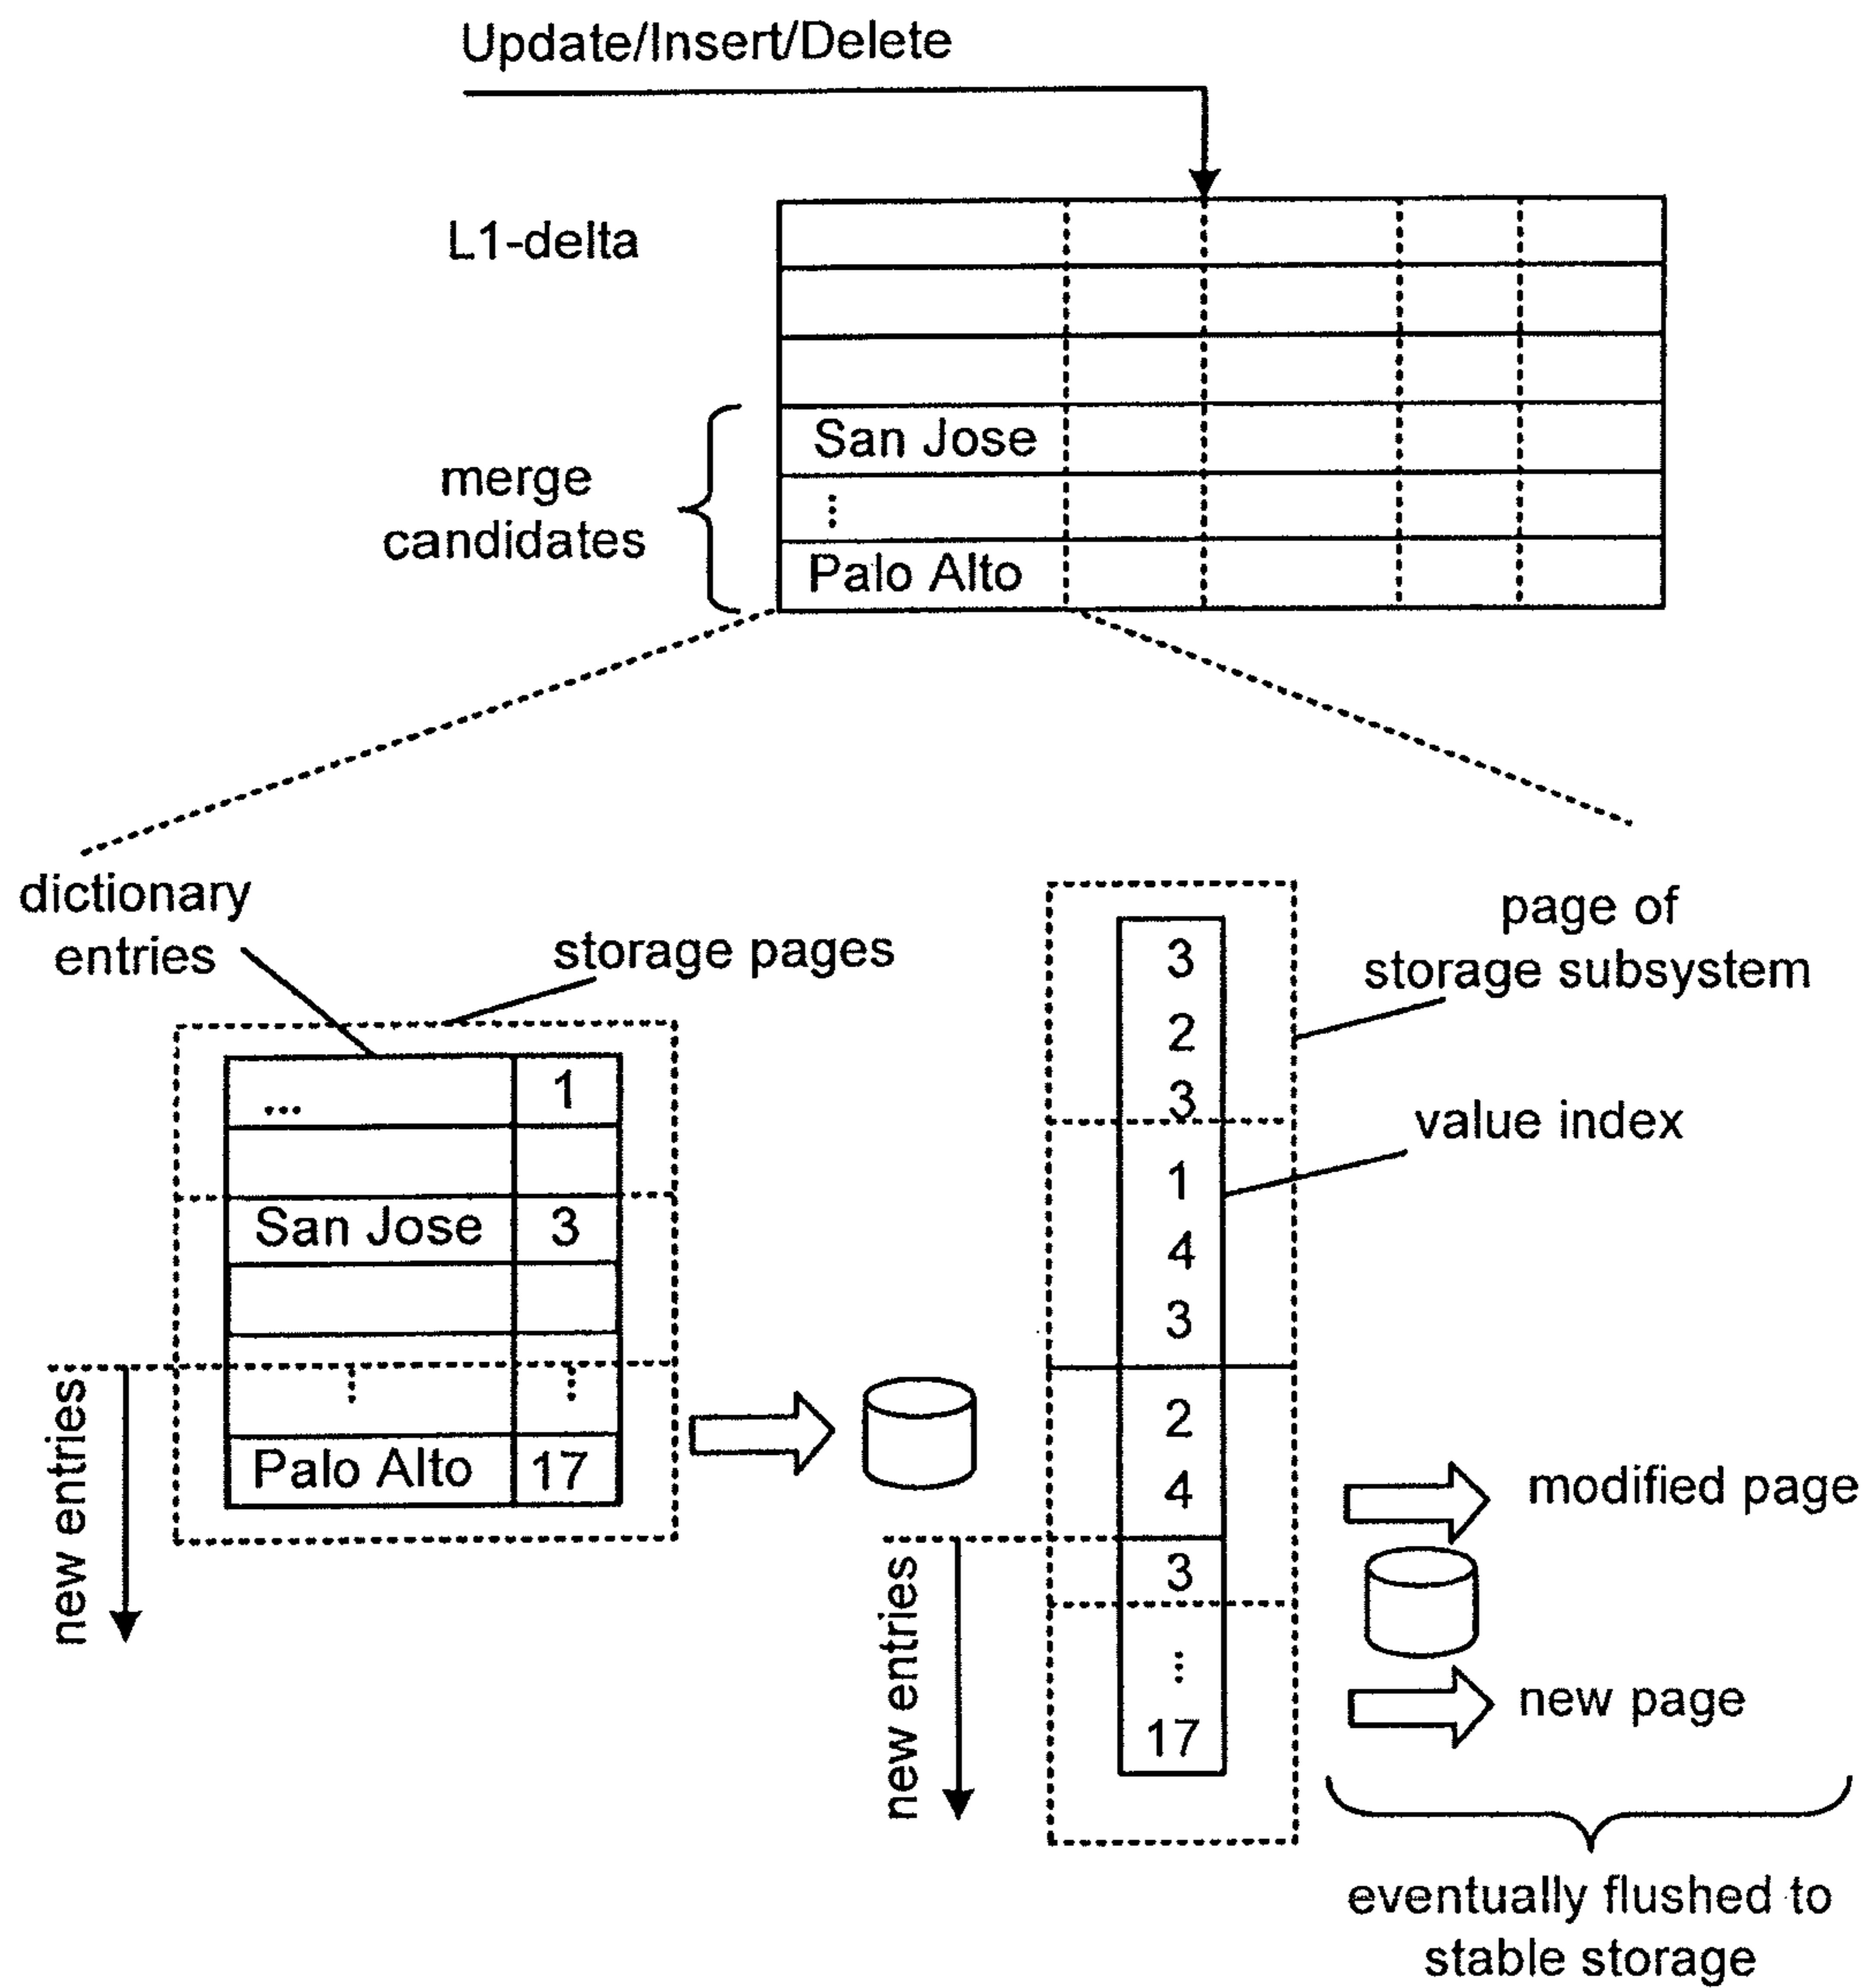 Update/Insert/Delete
L1-delta
San Jose
merge
candidates
⋮
Palo Alto
dictionary
entries
storage pages
page of
storage subsystem
... 1
San Jose 3
⋮ ⋮
Palo Alto 17
new entries
3
2
3
value index
1
4
3
2
4
3
⋮
17
new entries
modified page
new page
eventually flushed to
stable storage